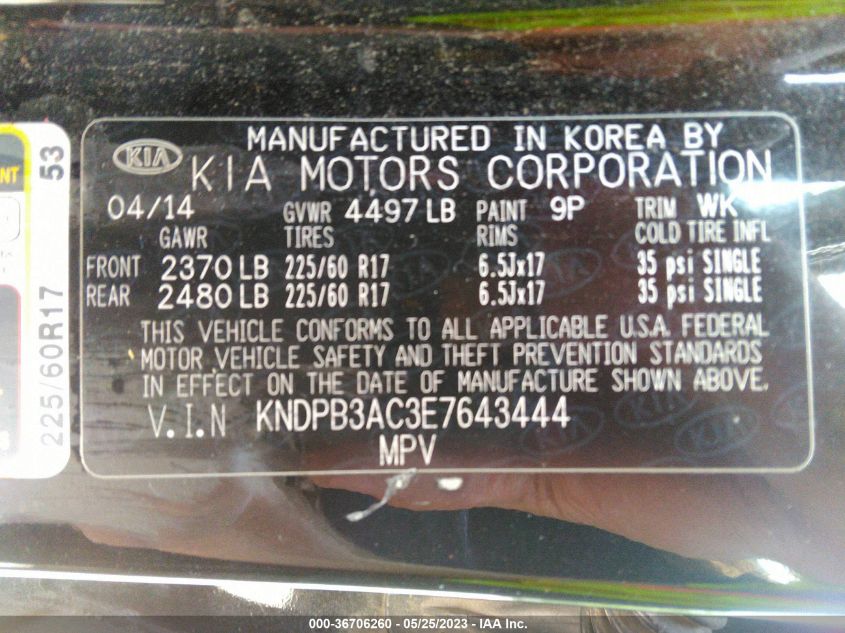 MANUFACTURED IN KOREA BY
KIA KIA MOTORS CORPORATION
04/14 GVWR 4497 LB PAINT 9P TRIM WK
GAWR TIRES RIMS COLD TIRE INFL
FRONT 2370 LB 225/60 R17 6.5Jx17 35 psi SINGLE
REAR 2480 LB 225/60 R17 6.5Jx17 35 psi SINGLE
THIS VEHICLE CONFORMS TO ALL APPLICABLE U.S.A. FEDERAL
MOTOR VEHICLE SAFETY AND THEFT PREVENTION STANDARDS
IN EFFECT ON THE DATE OF MANUFACTURE SHOWN ABOVE.
V.I.N KNDPB3AC3E7643444
MPV
225/60R17 53
000-36706260 - 05/25/2023 - IAA Inc.